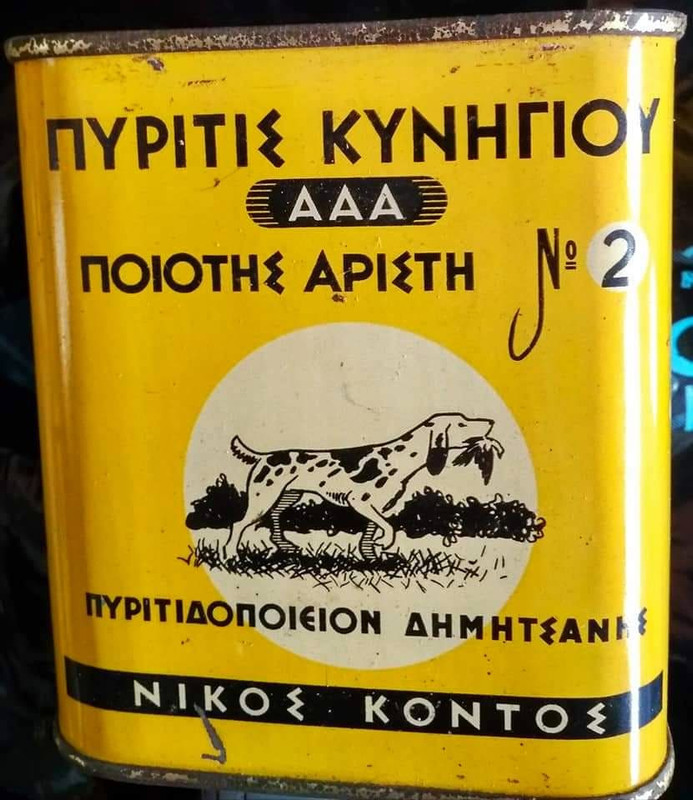 ΠΥΡΙΤΙΣ ΚΥΝΗΓΙΟΥ
ΑΑΑ
ΠΟΙΟΤΗΣ ΑΡΙΣΤΗ Nº 2
ΠΥΡΙΤΙΔΟΠΟΙΕΙΟΝ ΔΗΜΗΤΣΑΝΗΣ
ΝΙΚΟΣ ΚΟΝΤΟΣ